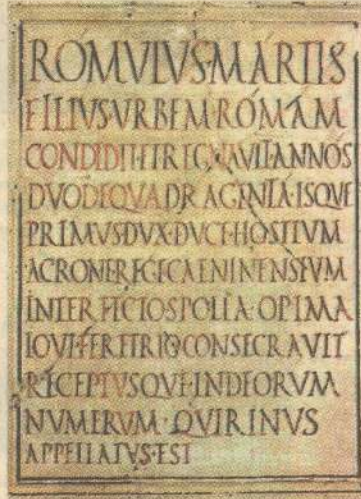 ROMVLVS·MARTIS
FILIVS·VRBEM·ROMAM
CONDIDIT·ET·REGNAVIT·ANNOS
DVODEQVADRAGINTA·ISQVE
PRIMVS·DVX·DVCE·HOSTIVM
ACRONE·REGE·CAENINENSIVM
INTERFECTO·SPOLIA·OPIMA
IOVI·FERETRIO·CONSECRAVIT
RECEPTVSQVE·IN·DEORVM
NVMERVM·QVIRINVS
APPELLATVS·EST